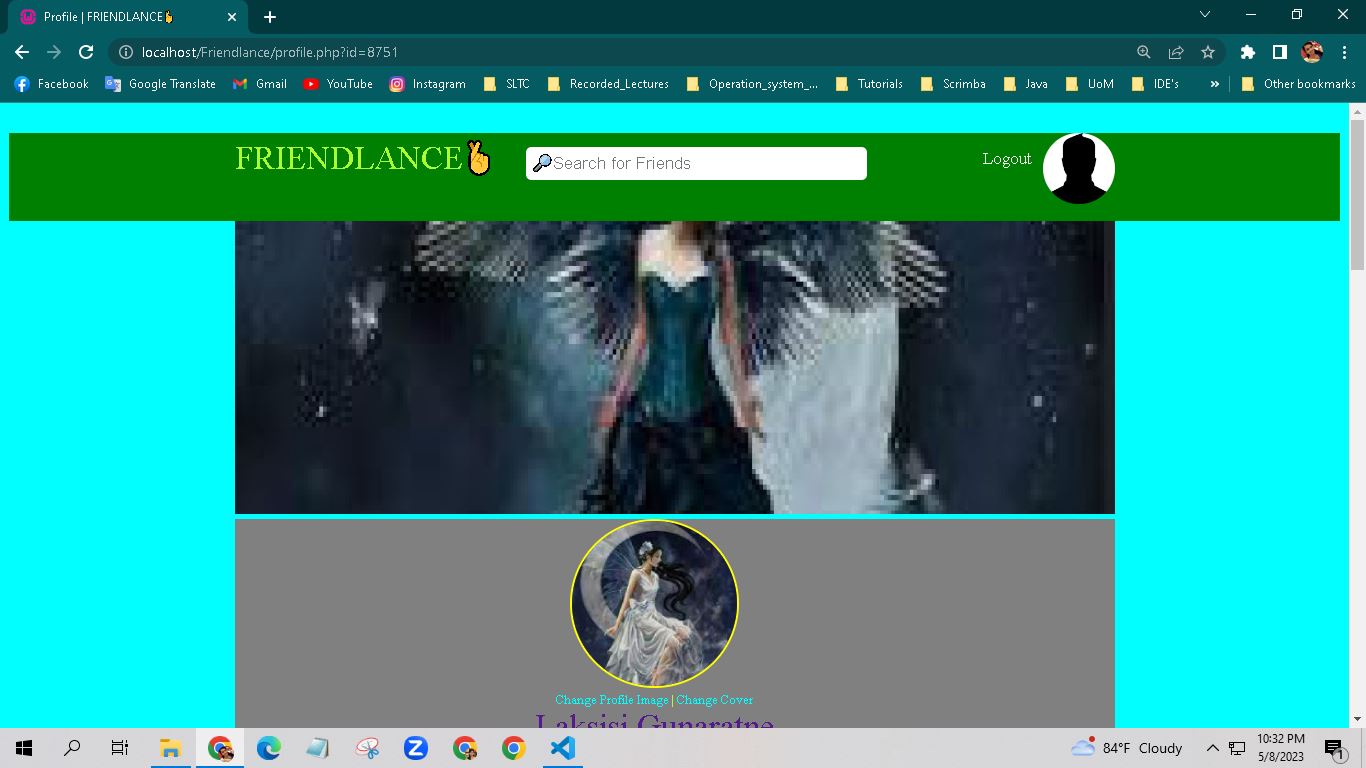 Profile | FRIENDLANCE🤞
localhost/Friendlance/profile.php?id=8751
Facebook Google Translate Gmail YouTube Instagram SLTC Recorded_Lectures Operation_system_... Tutorials Scrimba Java UoM IDE's » Other bookmarks
FRIENDLANCE🤞 🔎Search for Friends Logout
Change Profile Image | Change Cover
Laksisi Gunaratne
84°F Cloudy
10:32 PM
5/8/2023
1